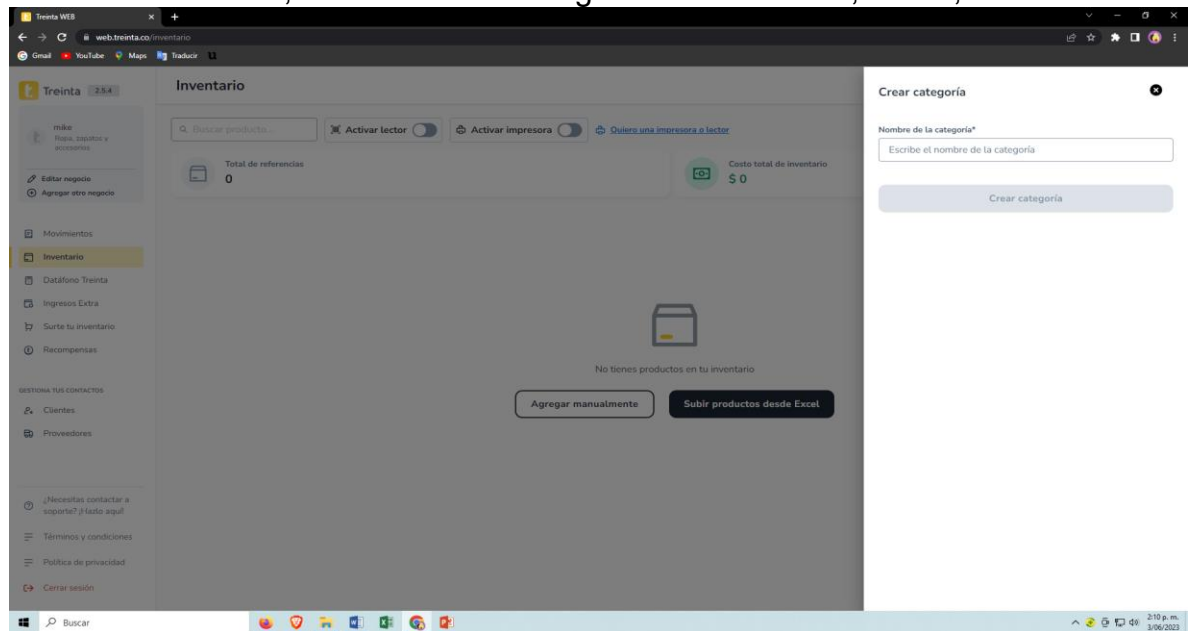 Treinta WEB
web.treinta.co/inventario
Gmail YouTube Maps Traducir
Treinta 2.5.4
mike
Ropa, zapatos y
accesorios
Editar negocio
Agregar otro negocio
Movimientos
Inventario
Datáfono Treinta
Ingresos Extra
Surte tu inventario
Recompensas
GESTIONA TUS CONTACTOS
Clientes
Proveedores
¿Necesitas contactar a
soporte? ¡Hazlo aquí!
Términos y condiciones
Política de privacidad
Cerrar sesión
Inventario
Buscar producto... Activar lector Activar impresora Quiero una impresora o lector
Total de referencias
0
Costo total de inventario
$ 0
No tienes productos en tu inventario
Agregar manualmente Subir productos desde Excel
Crear categoría
Nombre de la categoría*
Escribe el nombre de la categoría
Crear categoría
Buscar
2:10 p. m.
3/06/2023